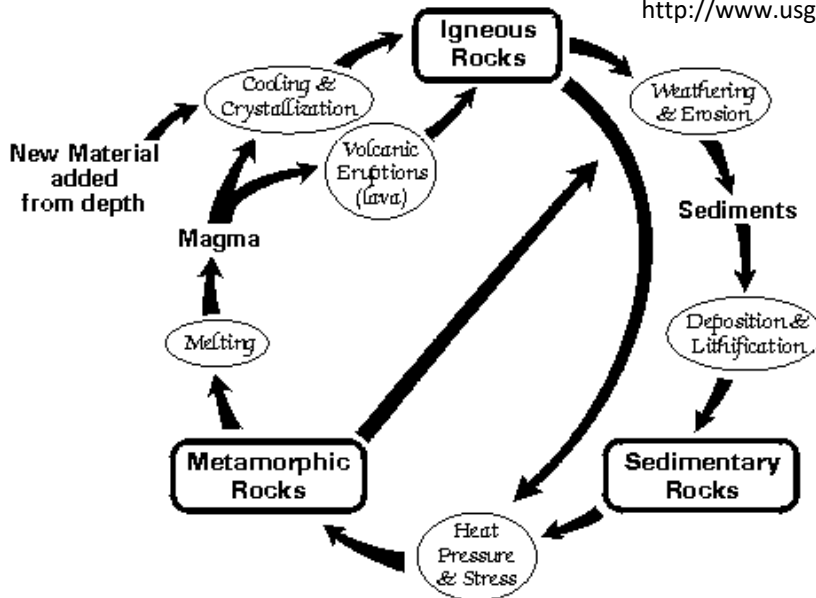 http://www.usg
Igneous
Rocks
Cooling &
Crystallization
Weathering
& Erosion
Volcanic
Eruptions
(lava)
New Material
added
from depth
Magma
Sediments
Melting
Deposition &
Lithification
Metamorphic
Rocks
Sedimentary
Rocks
Heat
Pressure
& Stress